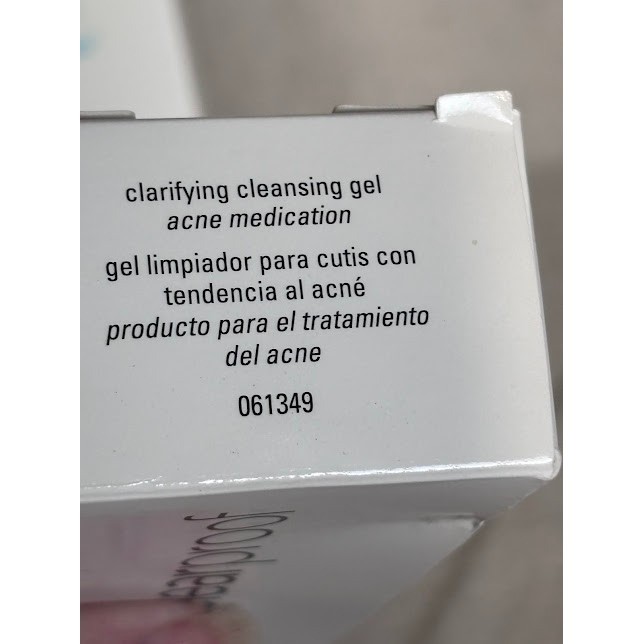 clarifying cleansing gel
acne medication
gel limpiador para cutis con
tendencia al acné
producto para el tratamiento
del acne
061349